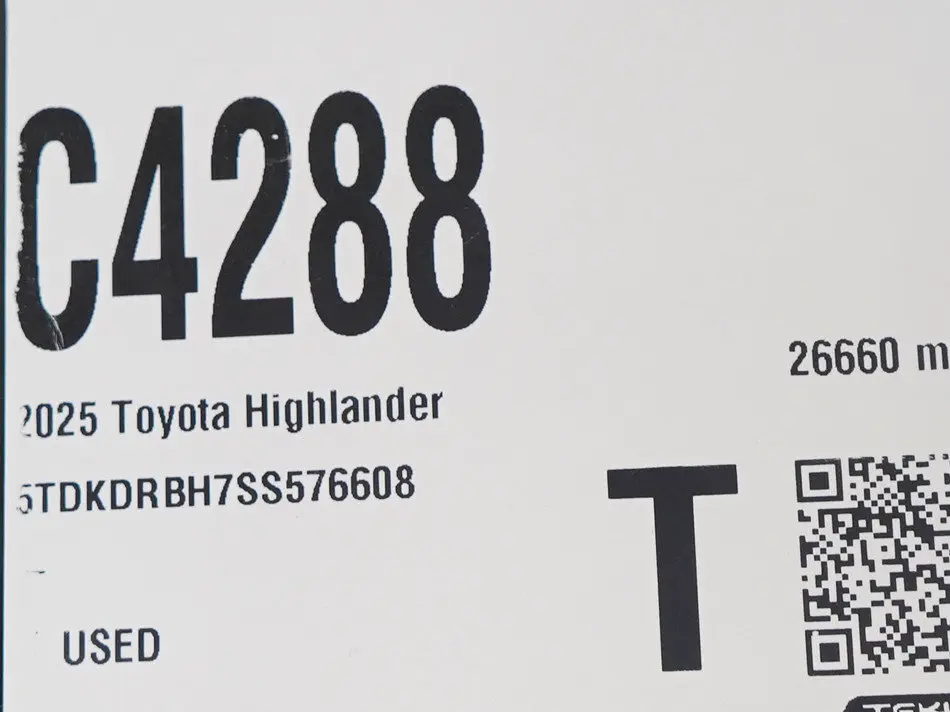 C4288
26660 m
2025 Toyota Highlander
5TDKDRBH7SS576608
T
USED